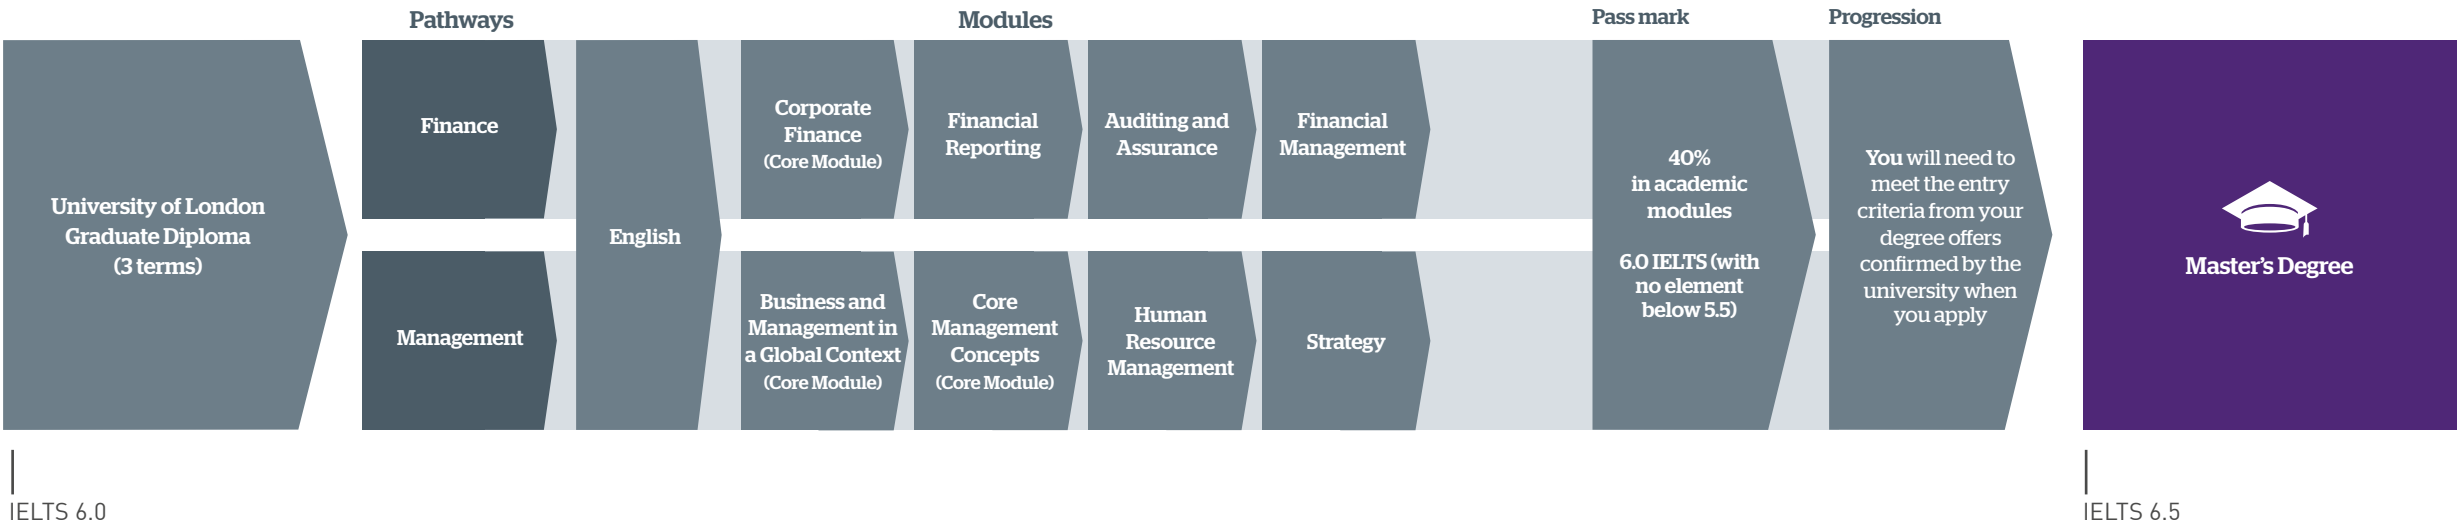 Pathways
Modules
Pass mark
Progression
University of London
Graduate Diploma
(3 terms)
Finance
Management
English
Corporate
Finance
(Core Module)
Financial
Reporting
Auditing and
Assurance
Financial
Management
Business and
Management in
a Global Context
(Core Module)
Core
Management
Concepts
(Core Module)
Human
Resource
Management
Strategy
40%
in academic
modules
6.0 IELTS (with
no element
below 5.5)
You will need to
meet the entry
criteria from your
degree offers
confirmed by the
university when
you apply
Master's Degree
IELTS 6.0
IELTS 6.5